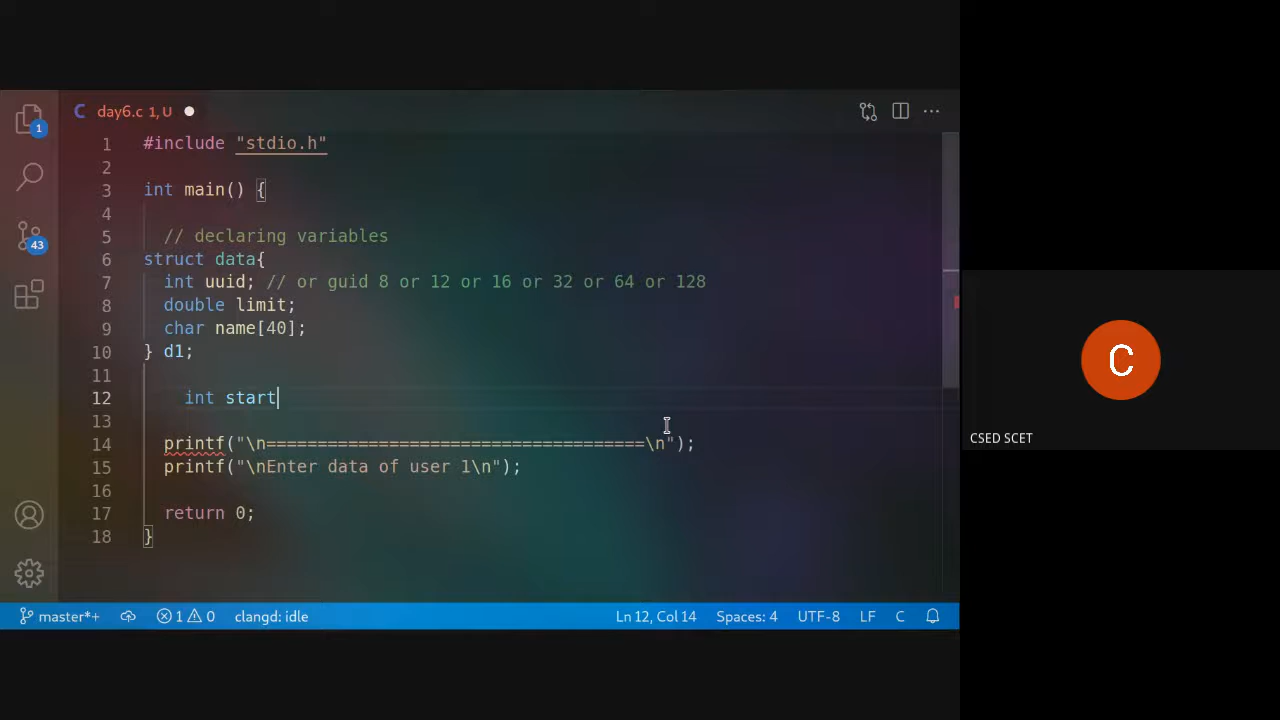 C day6.c 1, U
1 #include "stdio.h"
2
3 int main() {
4
5 // declaring variables
6 struct data{
7 int uuid; // or guid 8 or 12 or 16 or 32 or 64 or 128
8 double limit;
9 char name[40];
10 } d1;
11
12 int start
13
14 printf("\n=====================================\n");
15 printf("\nEnter data of user 1\n");
16
17 return 0;
18 }
1
43
C
CSED SCET
master*+ 1 0 clangd: idle Ln 12, Col 14 Spaces: 4 UTF-8 LF C